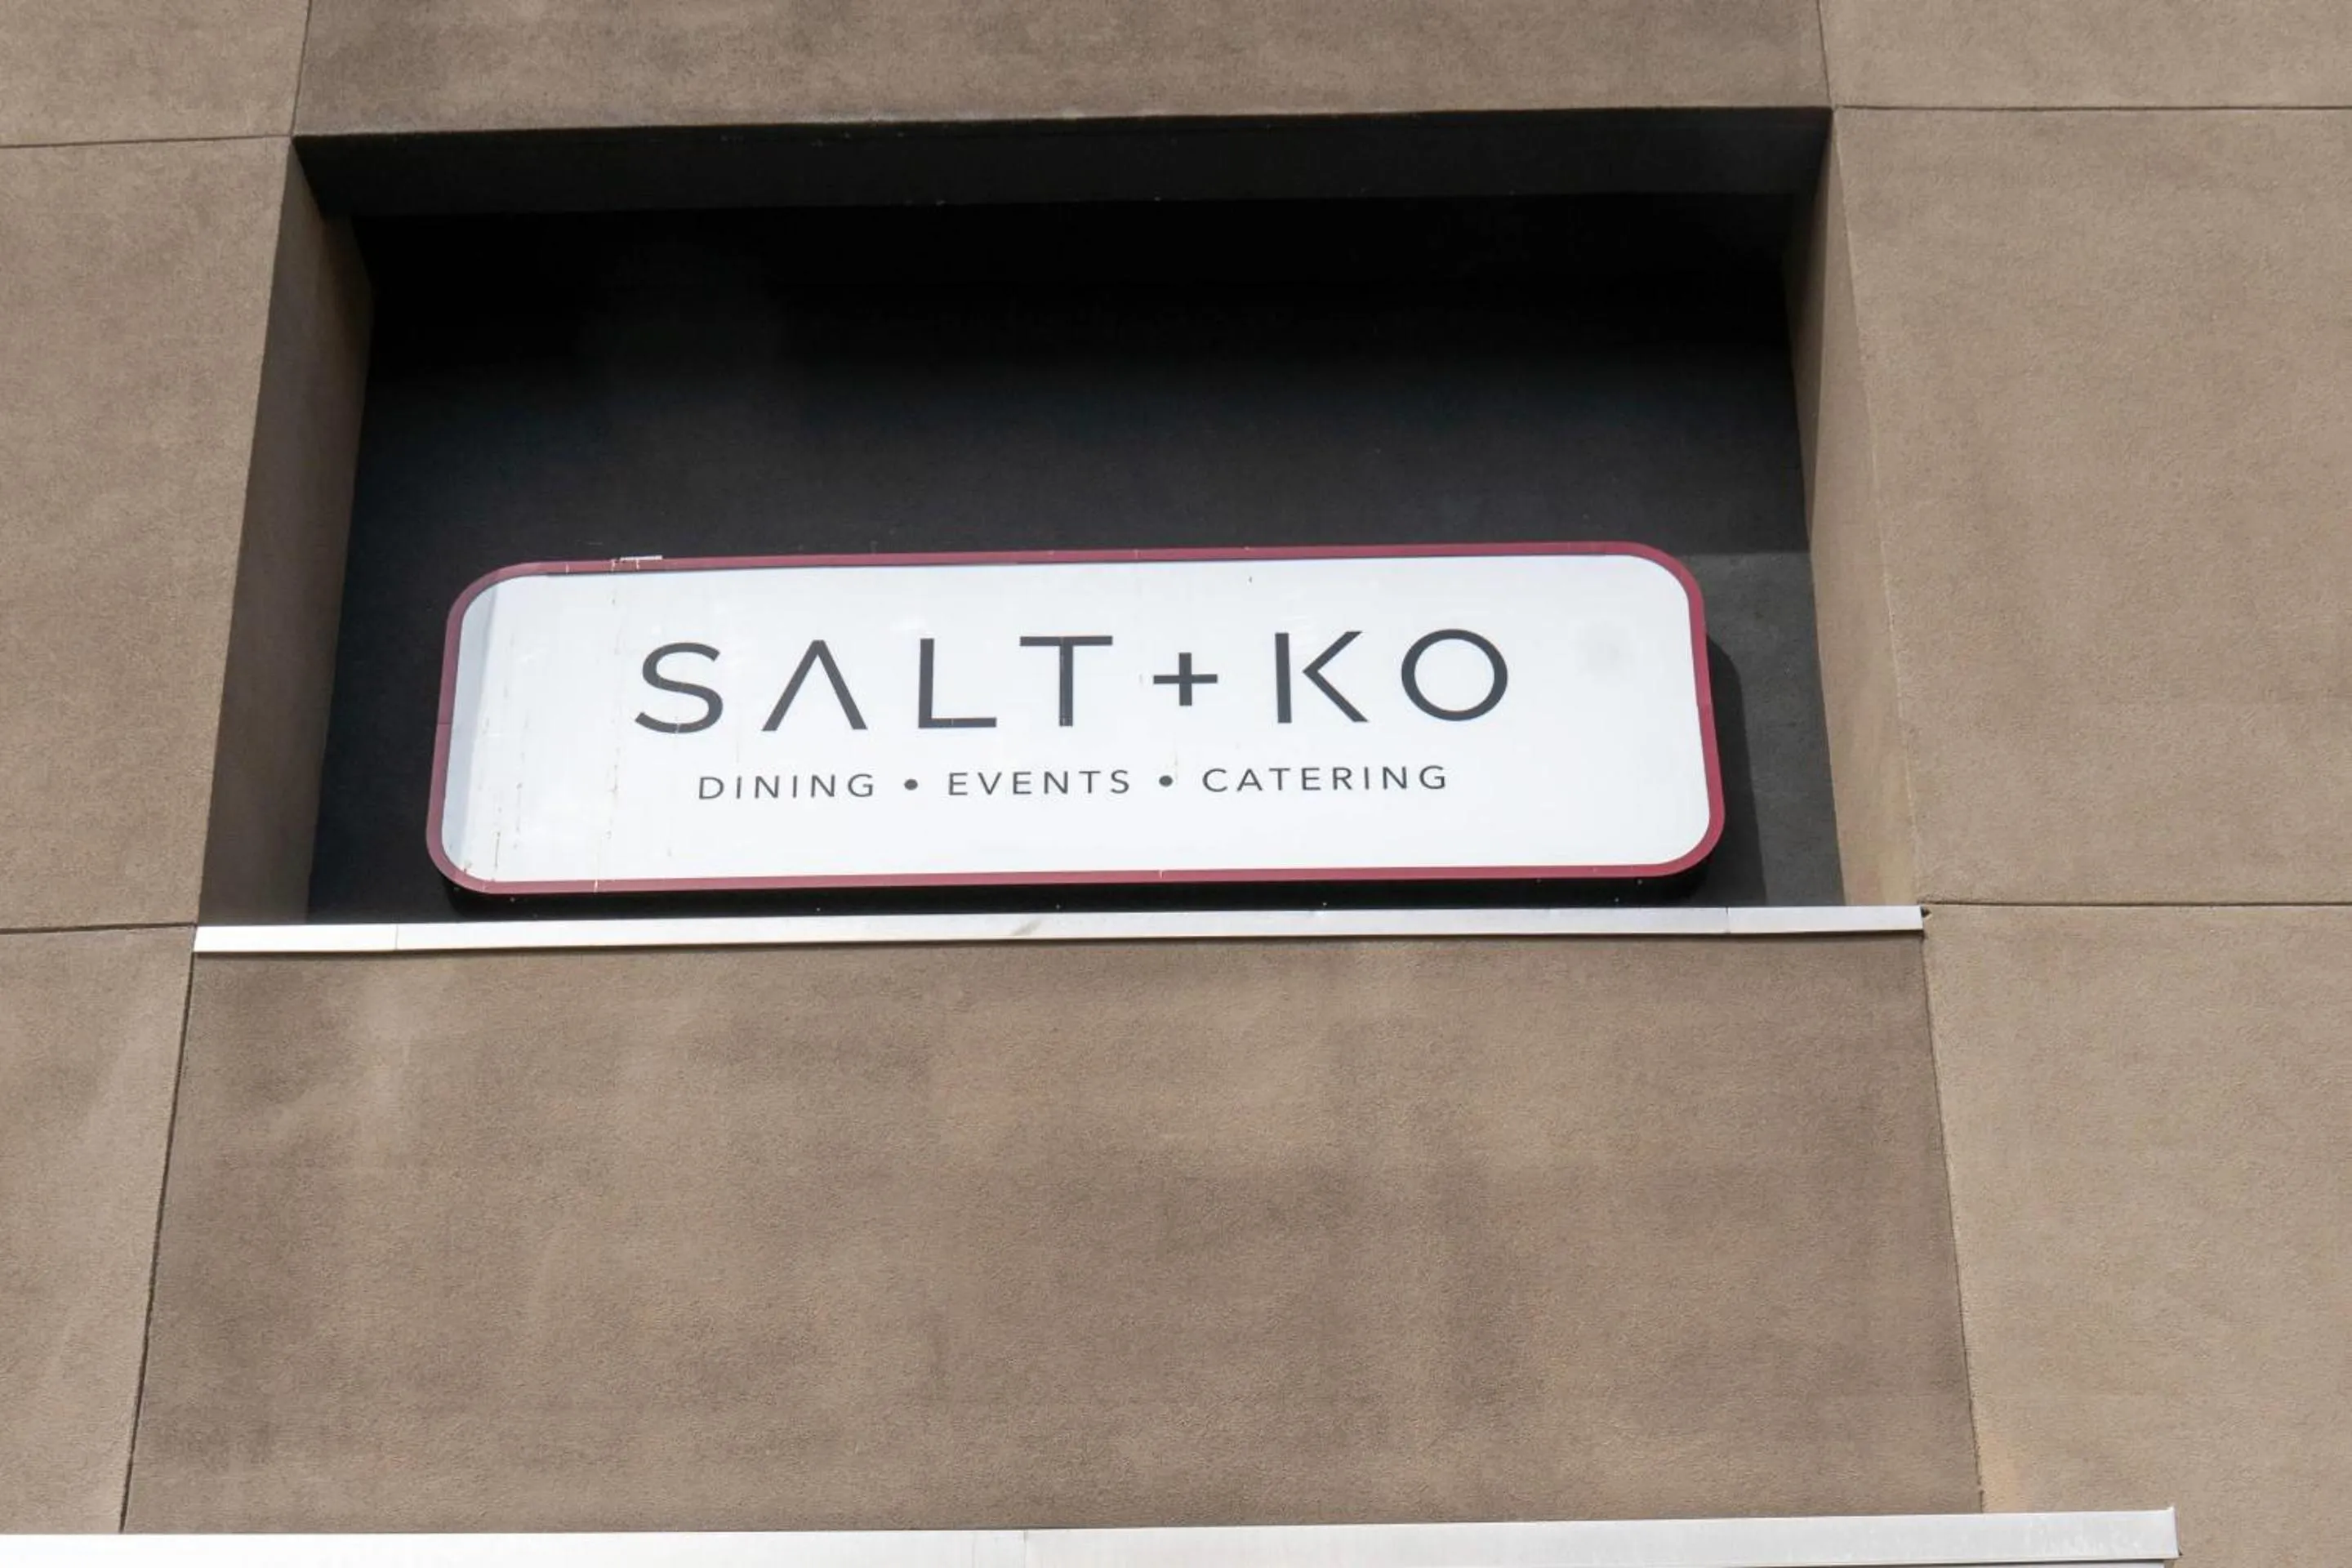 SALT+KO
DINING • EVENTS • CATERING